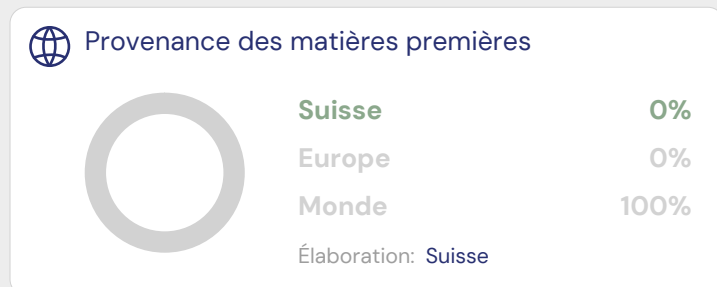 Provenance des matières premières
Suisse 0%
Europe 0%
Monde 100%
Élaboration: Suisse